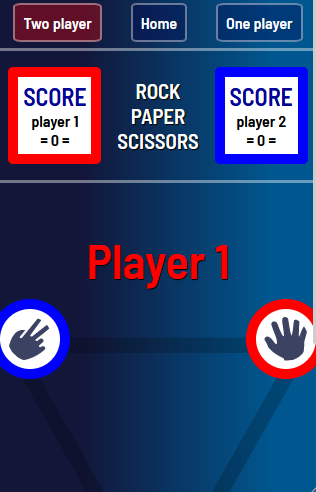 Two player
Home
One player
SCORE
player 1
= 0 =
ROCK
PAPER
SCISSORS
SCORE
player 2
= 0 =
Player 1